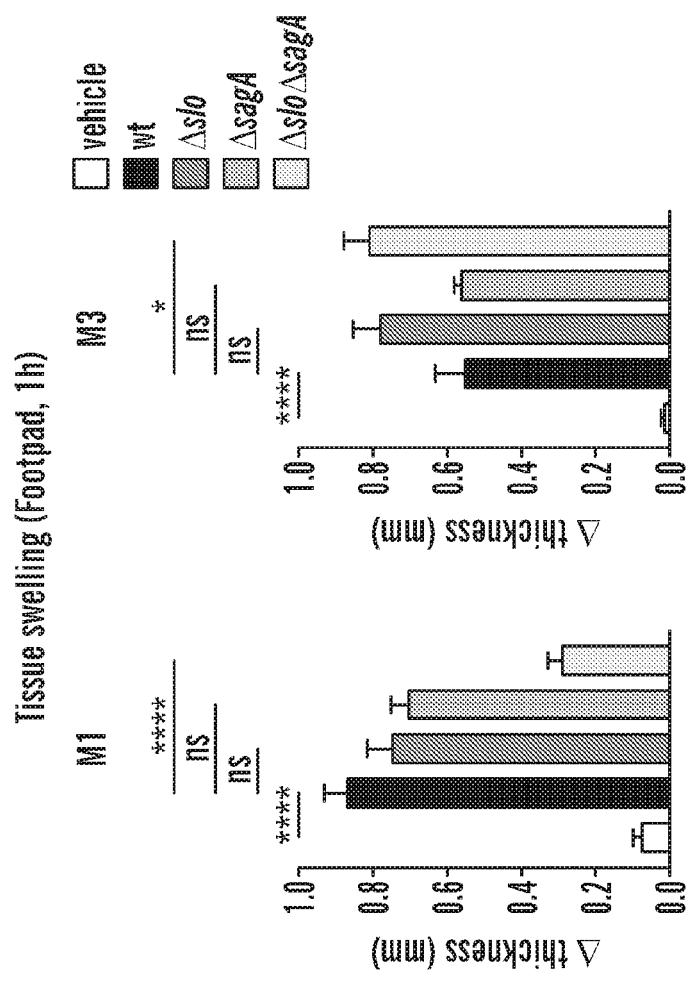 Tissue swelling (Footpad, 1h)
M1
****
ns
ns
****
Δ thickness (mm)
1.0
0.8
0.6
0.4
0.2
0.0
M3
*
ns
ns
****
Δ thickness (mm)
1.0
0.8
0.6
0.4
0.2
0.0
vehicle
wt
Δslo
ΔsagA
ΔsloΔsagA